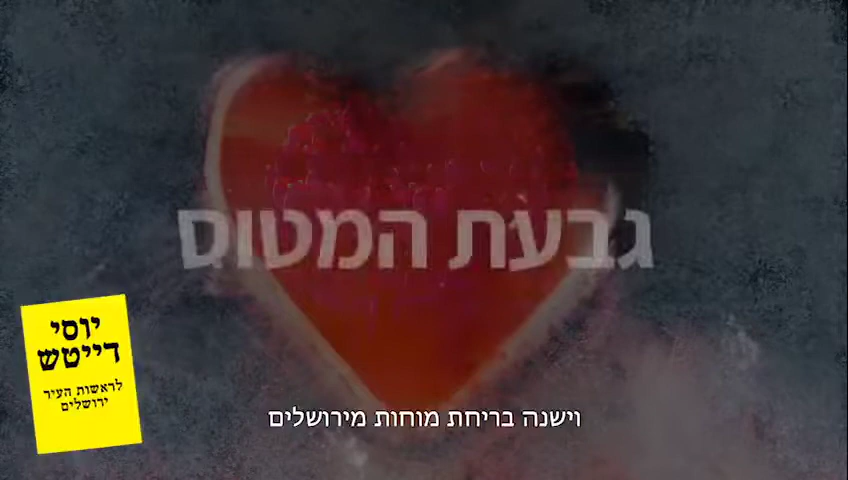 גבעת המטוס
יוסי
דייטש
לראשות העיר
ירושלים
וישנה בריחת מוחות מירושלים